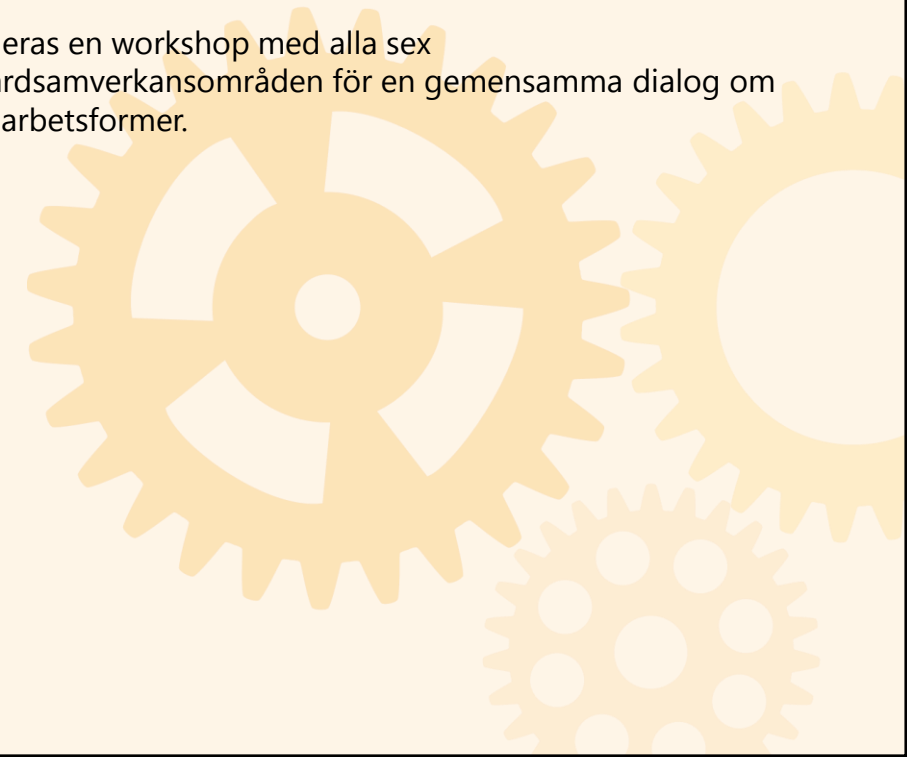 eras en workshop med alla sex
rdsamverkansområden för en gemensamma dialog om
arbetsformer.